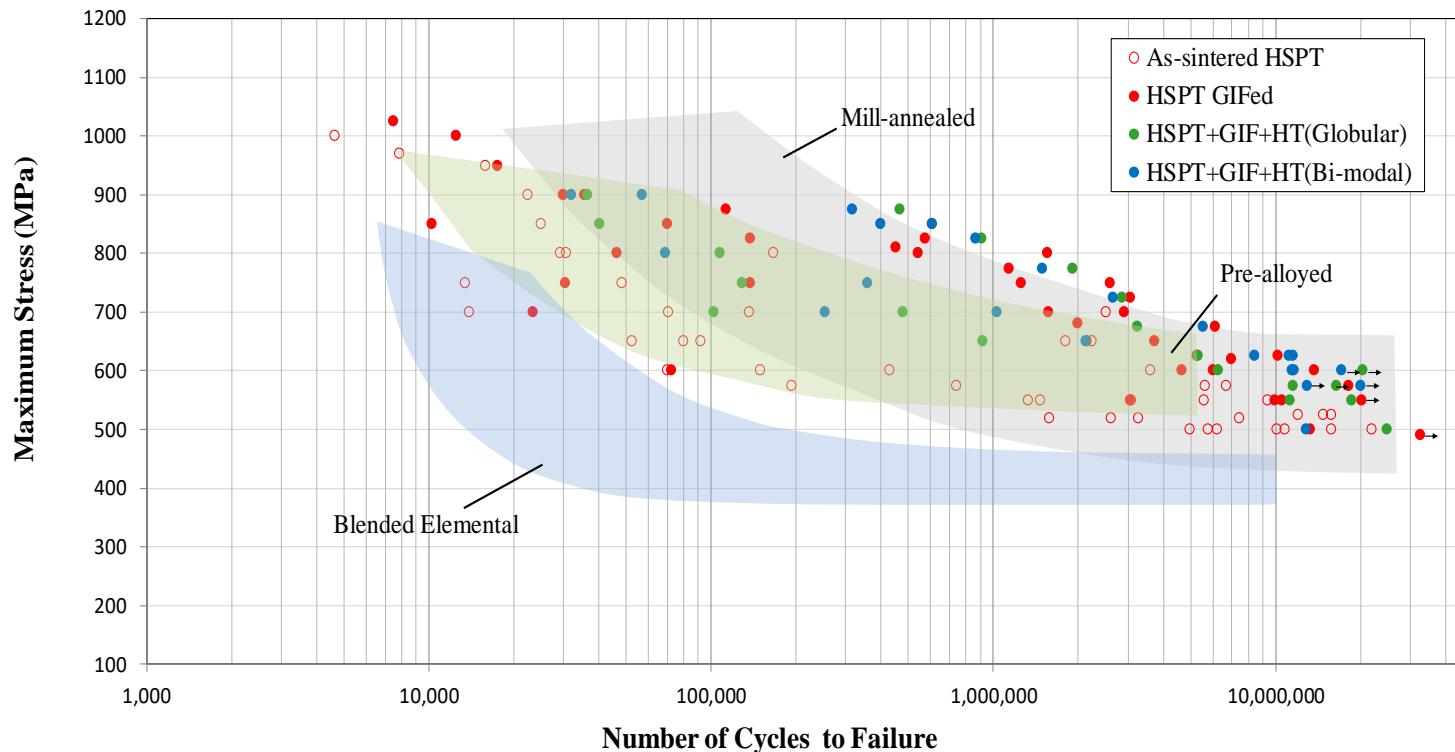 1200
1100
1000
900
800
700
600
500
400
300
200
100
Maximum Stress (MPa)
As-sintered HSPT
HSPT GIFed
HSPT+GIF+HT(Globular)
HSPT+GIF+HT(Bi-modal)
Mill-annealed
Pre-alloyed
Blended Elemental
1,000
10,000
100,000
1,000,000
10,000,000
Number of Cycles to Failure